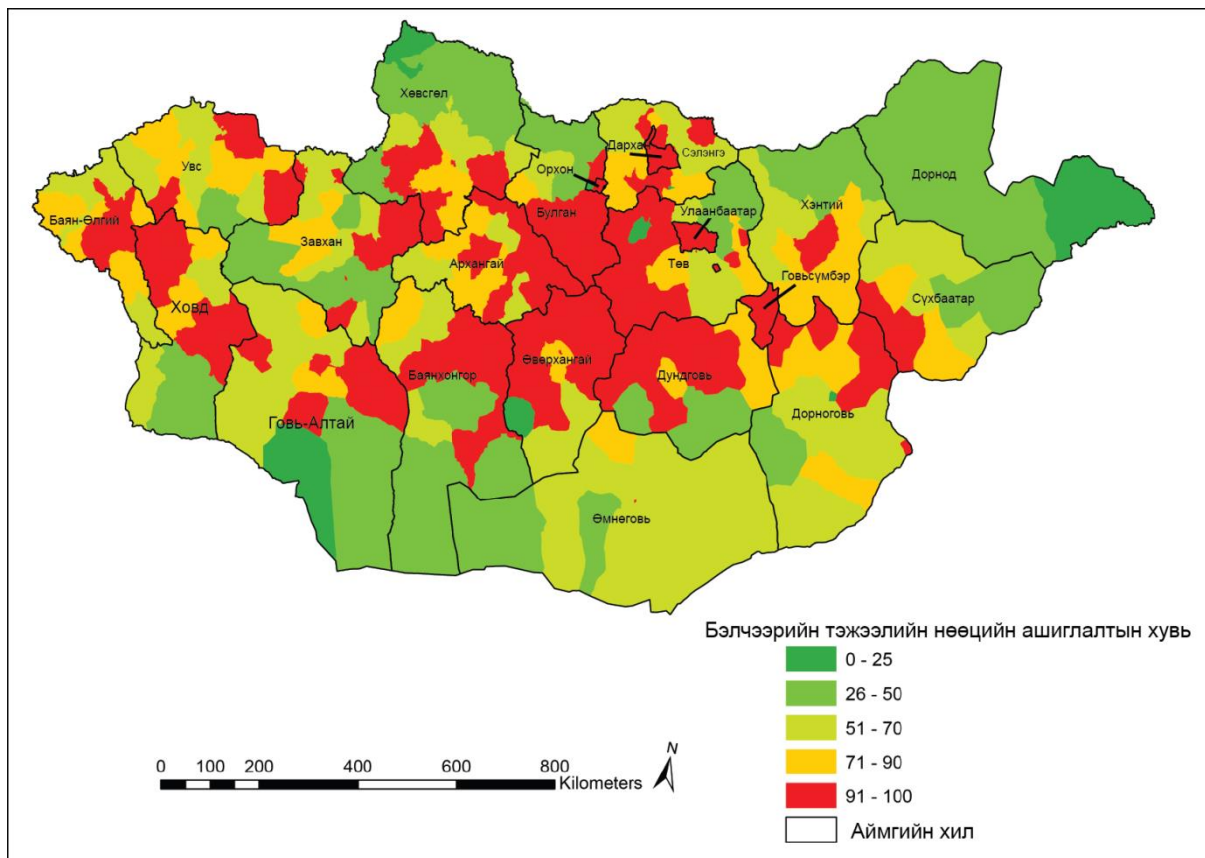 Хөвсгөл
Дархан
Сэлэнгэ
Орхон
Увс
Дорнод
Хэнтий
Баян-Өлгий
Булган
Улаанбаатар
Завхан
Архангай
Төв
Говьсүмбэр
Ховд
Сүхбаатар
Өвөрхангай
Баянхонгор
Дундговь
Дорноговь
Говь-Алтай
Өмнөговь
Бэлчээрийн тэжээлийн нөөцийн ашиглалтын хувь
0 - 25
26 - 50
51 - 70
71 - 90
91 - 100
Аймгийн хил
N
0 100 200 400 600 800
Kilometers